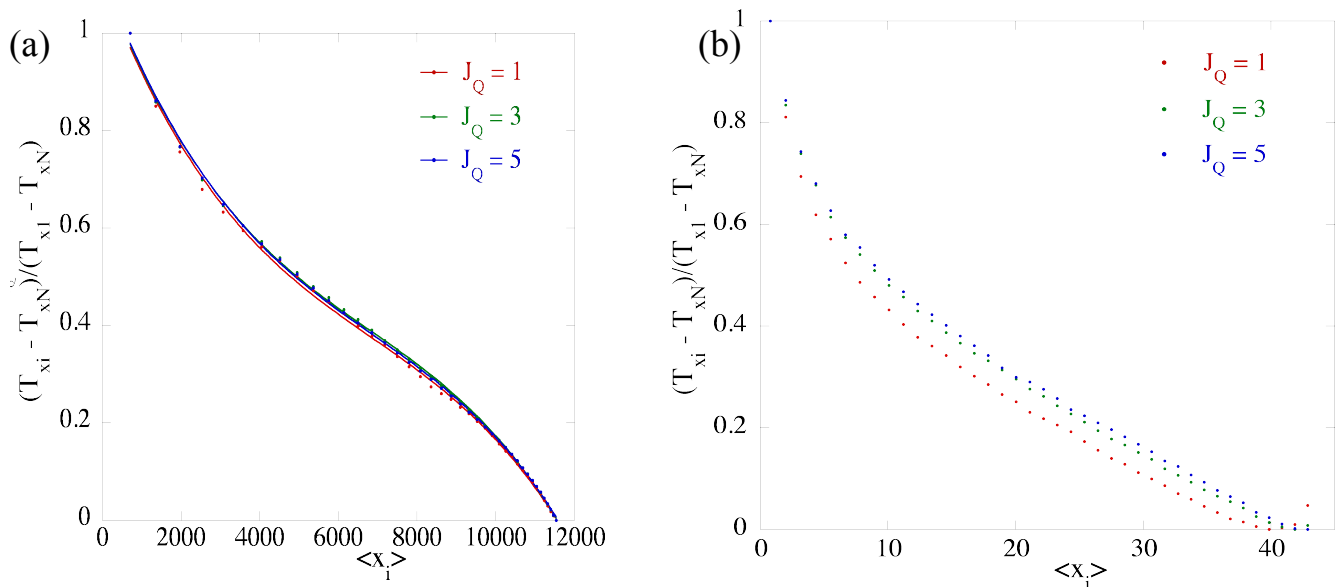 (a)
(T_xi - T_xN)/(T_x1 - T_xN)
1
0.8
0.6
0.4
0.2
0
J_Q = 1
J_Q = 3
J_Q = 5
0 2000 4000 6000 8000 10000 12000
<x_i>
(b)
(T_xi - T_xN)/(T_x1 - T_xN)
1
0.8
0.6
0.4
0.2
0
J_Q = 1
J_Q = 3
J_Q = 5
0 10 20 30 40
<x_i>